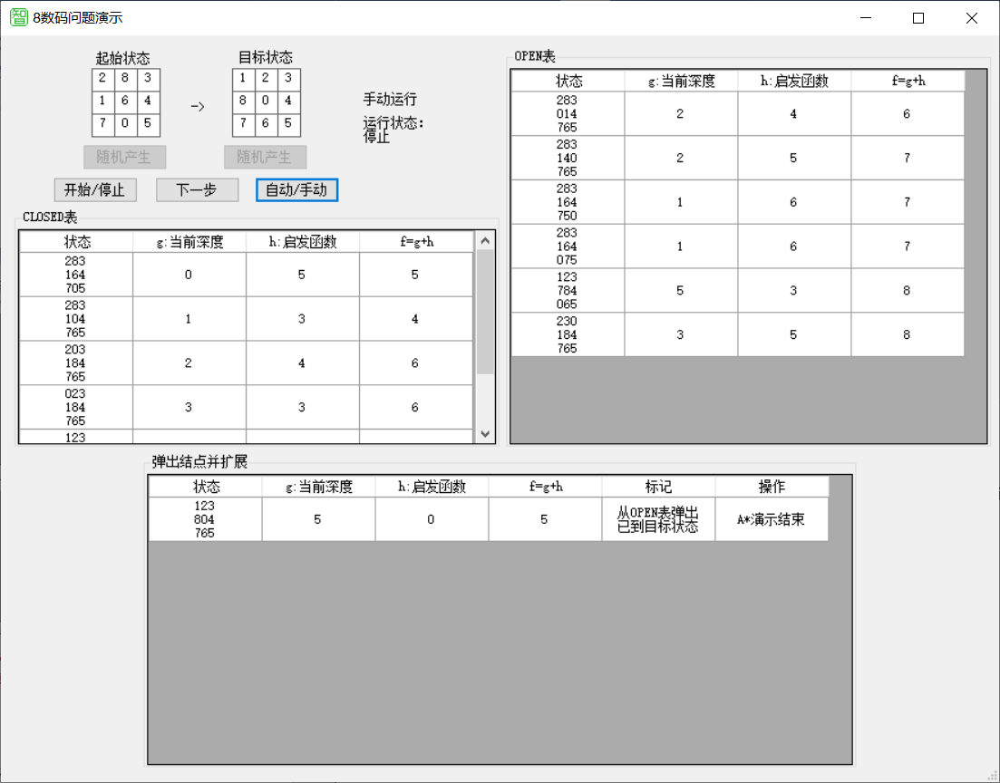 智 8数码问题演示
起始状态
2 8 3
1 6 4
7 0 5
->
目标状态
1 2 3
8 0 4
7 6 5
手动运行
运行状态:
停止
随机产生 随机产生
开始/停止 下一步 自动/手动
CLOSED表
状态 g:当前深度 h:启发函数 f=g+h
283
164
705
0 5 5
283
104
765
1 3 4
203
184
765
2 4 6
023
184
765
3 3 6
123
OPEN表
状态 g:当前深度 h:启发函数 f=g+h
283
014
765
2 4 6
283
140
765
2 5 7
283
164
750
1 6 7
283
164
075
1 6 7
123
784
065
5 3 8
230
184
765
3 5 8
弹出结点并扩展
状态 g:当前深度 h:启发函数 f=g+h 标记 操作
123
804
765
5 0 5
从OPEN表弹出
已到目标状态
A*演示结束